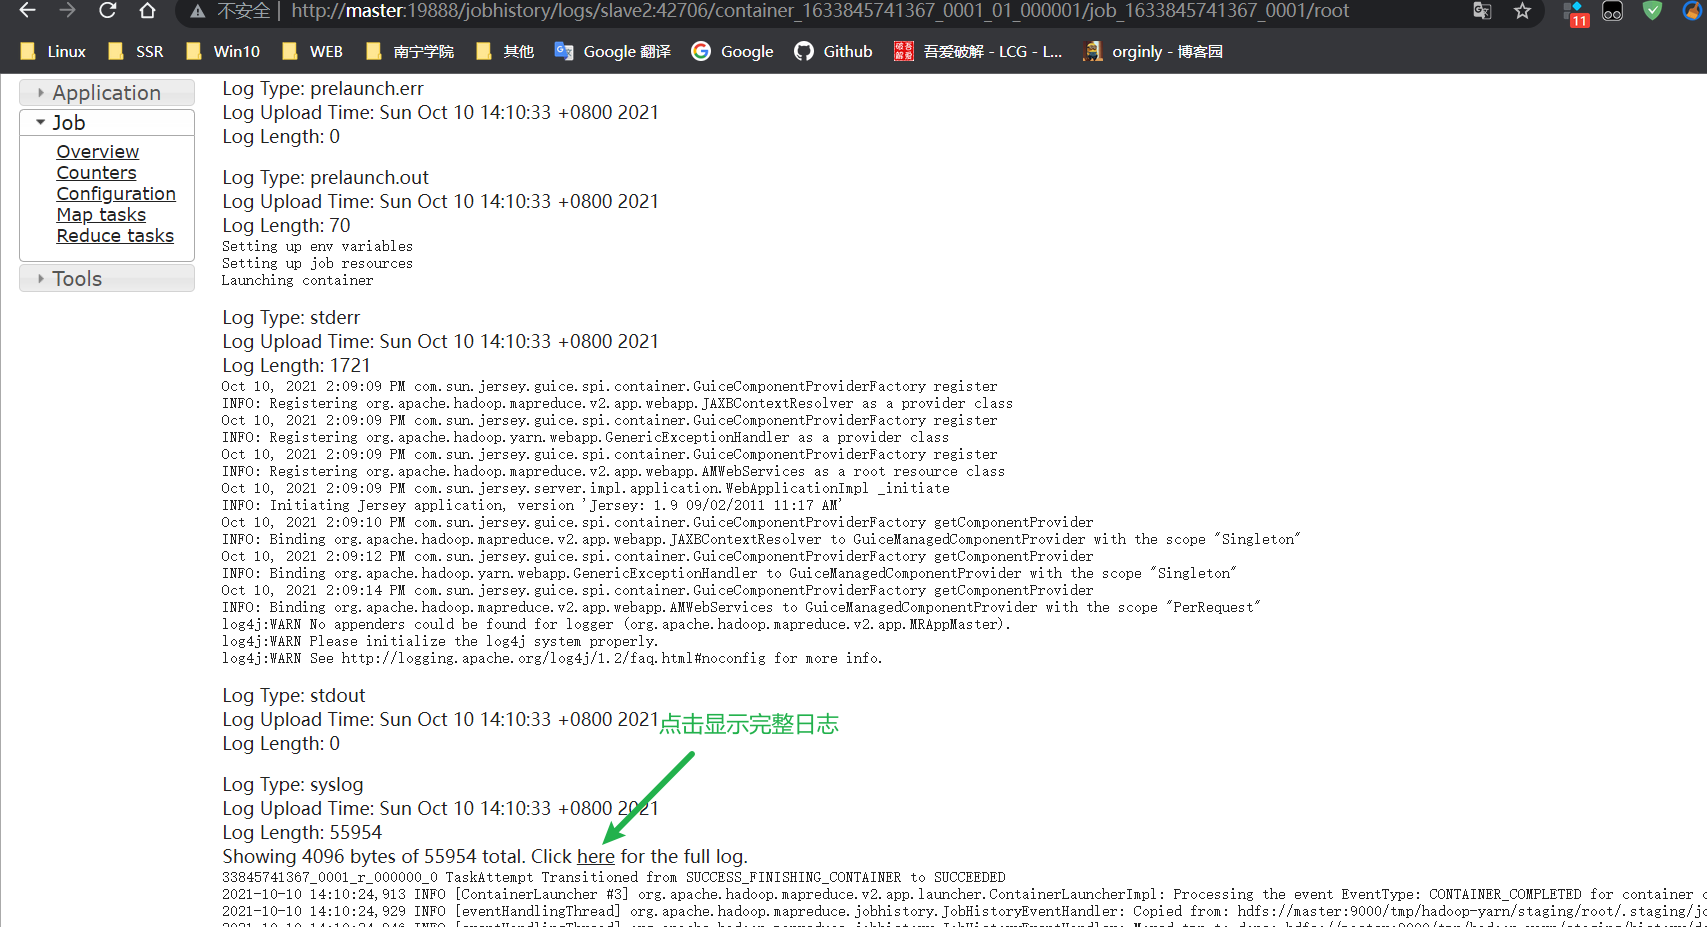 不安全 | http://master:19888/jobhistory/logs/slave2:42706/container_1633845741367_0001_01_000001/job_1633845741367_0001/root
11
Linux SSR Win10 WEB 南宁学院 其他 Google 翻译 Google Github 吾爱破解 - LCG - L... orginly - 博客园
Application
Job
Overview
Counters
Configuration
Map tasks
Reduce tasks
Tools
Log Type: prelaunch.err
Log Upload Time: Sun Oct 10 14:10:33 +0800 2021
Log Length: 0
Log Type: prelaunch.out
Log Upload Time: Sun Oct 10 14:10:33 +0800 2021
Log Length: 70
Setting up env variables
Setting up job resources
Launching container
Log Type: stderr
Log Upload Time: Sun Oct 10 14:10:33 +0800 2021
Log Length: 1721
Oct 10, 2021 2:09:09 PM com.sun.jersey.guice.spi.container.GuiceComponentProviderFactory register
INFO: Registering org.apache.hadoop.mapreduce.v2.app.webapp.JAXBContextResolver as a provider class
Oct 10, 2021 2:09:09 PM com.sun.jersey.guice.spi.container.GuiceComponentProviderFactory register
INFO: Registering org.apache.hadoop.yarn.webapp.GenericExceptionHandler as a provider class
Oct 10, 2021 2:09:09 PM com.sun.jersey.guice.spi.container.GuiceComponentProviderFactory register
INFO: Registering org.apache.hadoop.mapreduce.v2.app.webapp.AMWebServices as a root resource class
Oct 10, 2021 2:09:09 PM com.sun.jersey.server.impl.application.WebApplicationImpl _initiate
INFO: Initiating Jersey application, version 'Jersey: 1.9 09/02/2011 11:17 AM'
Oct 10, 2021 2:09:10 PM com.sun.jersey.guice.spi.container.GuiceComponentProviderFactory getComponentProvider
INFO: Binding org.apache.hadoop.mapreduce.v2.app.webapp.JAXBContextResolver to GuiceManagedComponentProvider with the scope "Singleton"
Oct 10, 2021 2:09:12 PM com.sun.jersey.guice.spi.container.GuiceComponentProviderFactory getComponentProvider
INFO: Binding org.apache.hadoop.yarn.webapp.GenericExceptionHandler to GuiceManagedComponentProvider with the scope "Singleton"
Oct 10, 2021 2:09:14 PM com.sun.jersey.guice.spi.container.GuiceComponentProviderFactory getComponentProvider
INFO: Binding org.apache.hadoop.mapreduce.v2.app.webapp.AMWebServices to GuiceManagedComponentProvider with the scope "PerRequest"
log4j:WARN No appenders could be found for logger (org.apache.hadoop.mapreduce.v2.app.MRAppMaster).
log4j:WARN Please initialize the log4j system properly.
log4j:WARN See http://logging.apache.org/log4j/1.2/faq.html#noconfig for more info.
Log Type: stdout
Log Upload Time: Sun Oct 10 14:10:33 +0800 2021
点击显示完整日志
Log Length: 0
Log Type: syslog
Log Upload Time: Sun Oct 10 14:10:33 +0800 2021
Log Length: 55954
Showing 4096 bytes of 55954 total. Click here for the full log.
33845741367_0001_r_000000_0 TaskAttempt Transitioned from SUCCESS_FINISHING_CONTAINER to SUCCEEDED
2021-10-10 14:10:24,913 INFO [ContainerLauncher #3] org.apache.hadoop.mapreduce.v2.app.launcher.ContainerLauncherImpl: Processing the event EventType: CONTAINER_COMPLETED for container
2021-10-10 14:10:24,929 INFO [eventHandlingThread] org.apache.hadoop.mapreduce.jobhistory.JobHistoryEventHandler: Copied from: hdfs://master:9000/tmp/hadoop-yarn/staging/root/.staging/jo